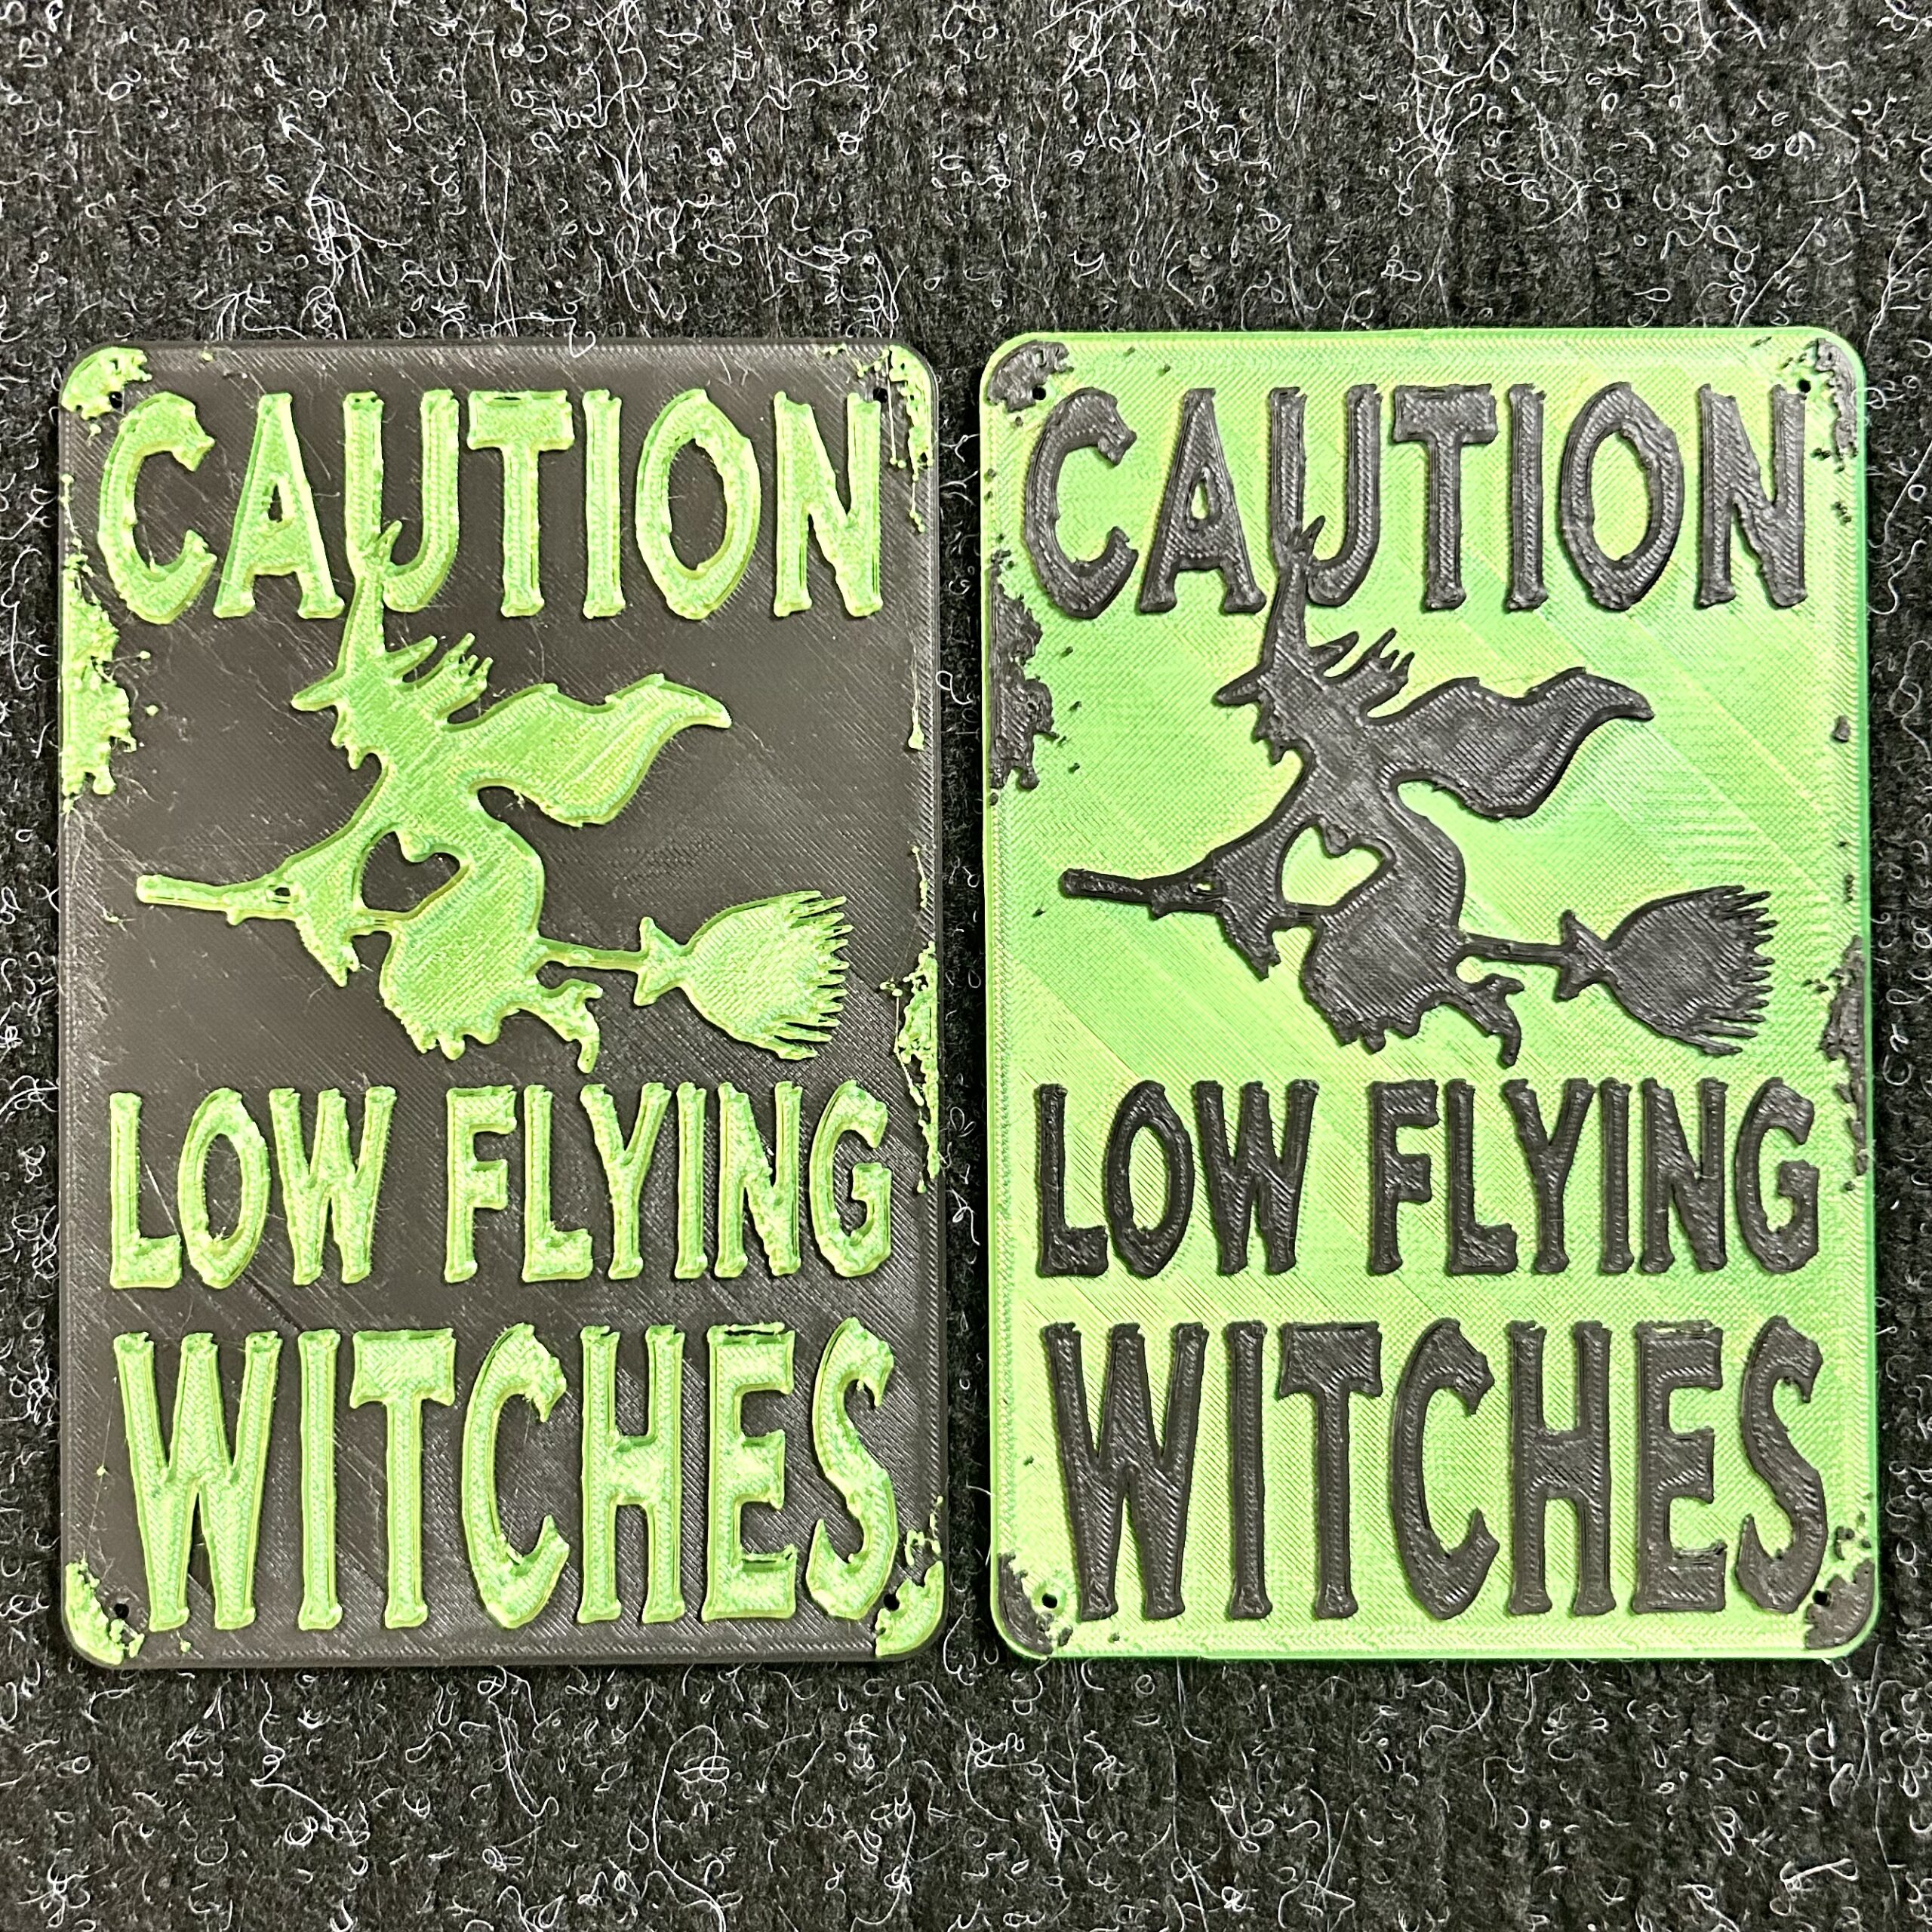 CAUTION
LOW FLYING
WITCHES
CAUTION
LOW FLYING
WITCHES